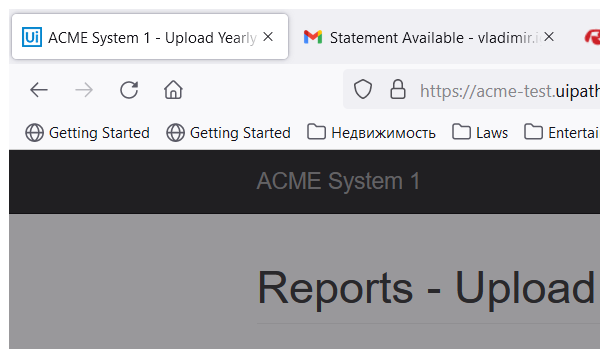 Ui ACME System 1 - Upload Yearly Statement Available - vladimir.i
https://acme-test.uipath
Getting Started Getting Started Недвижимость Laws Entertai
ACME System 1
Reports - Upload